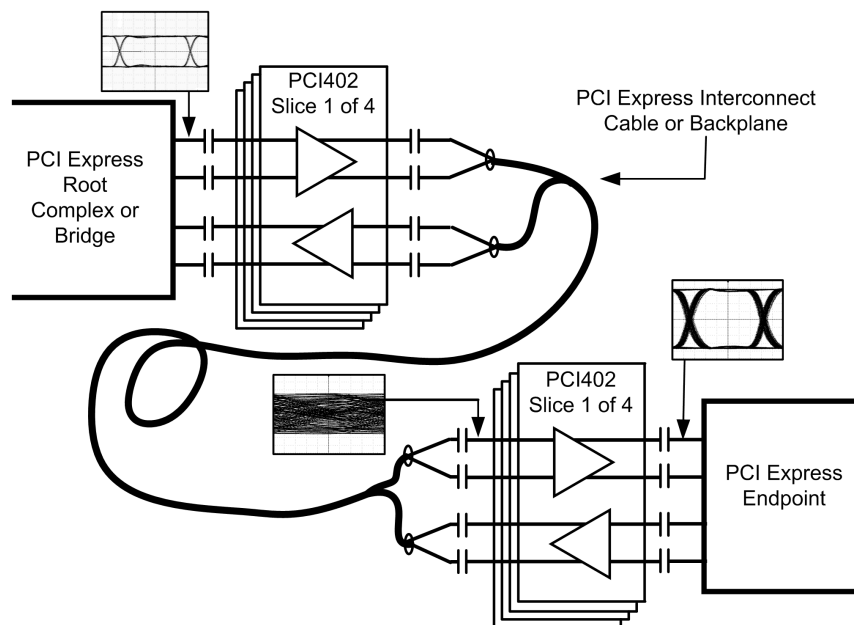 PCI402
Slice 1 of 4
PCI Express Interconnect
Cable or Backplane
PCI Express
Root
Complex or
Bridge
PCI402
Slice 1 of 4
PCI Express
Endpoint